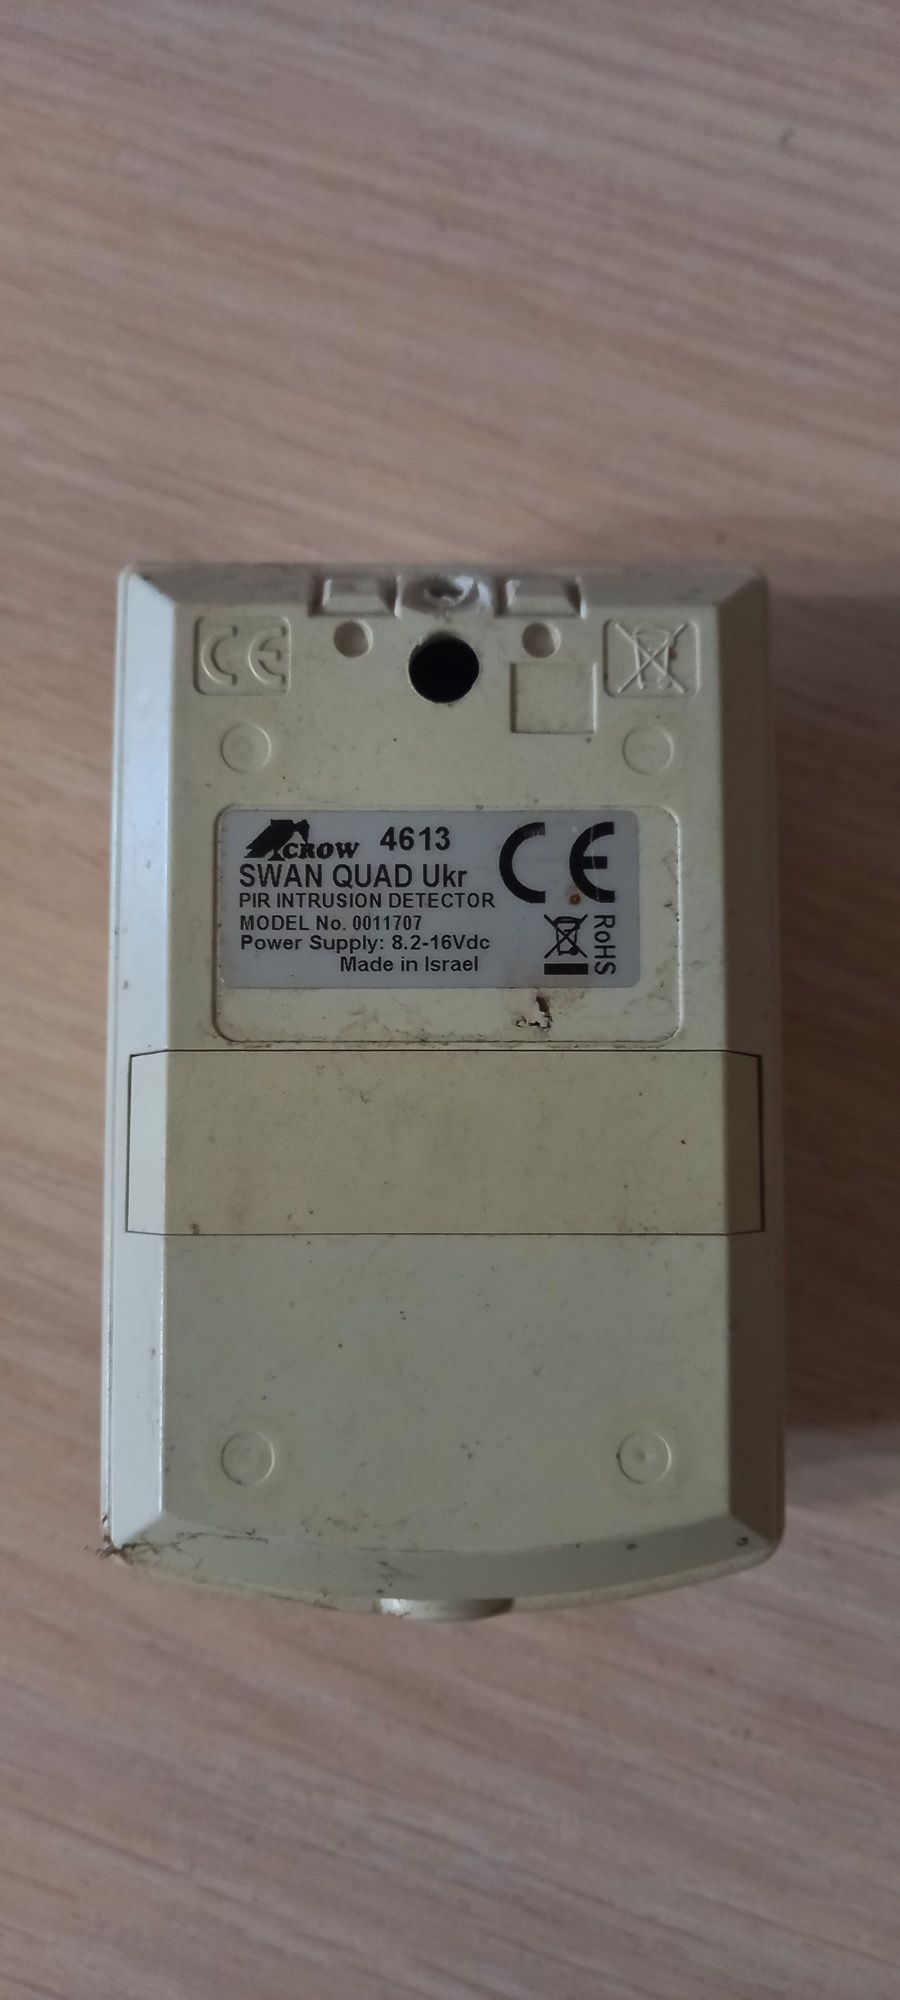 CE
CROW 4613
SWAN QUAD Ukr
PIR INTRUSION DETECTOR
MODEL No. 0011707
Power Supply: 8.2-16Vdc
Made in Israel
CE
RoHS